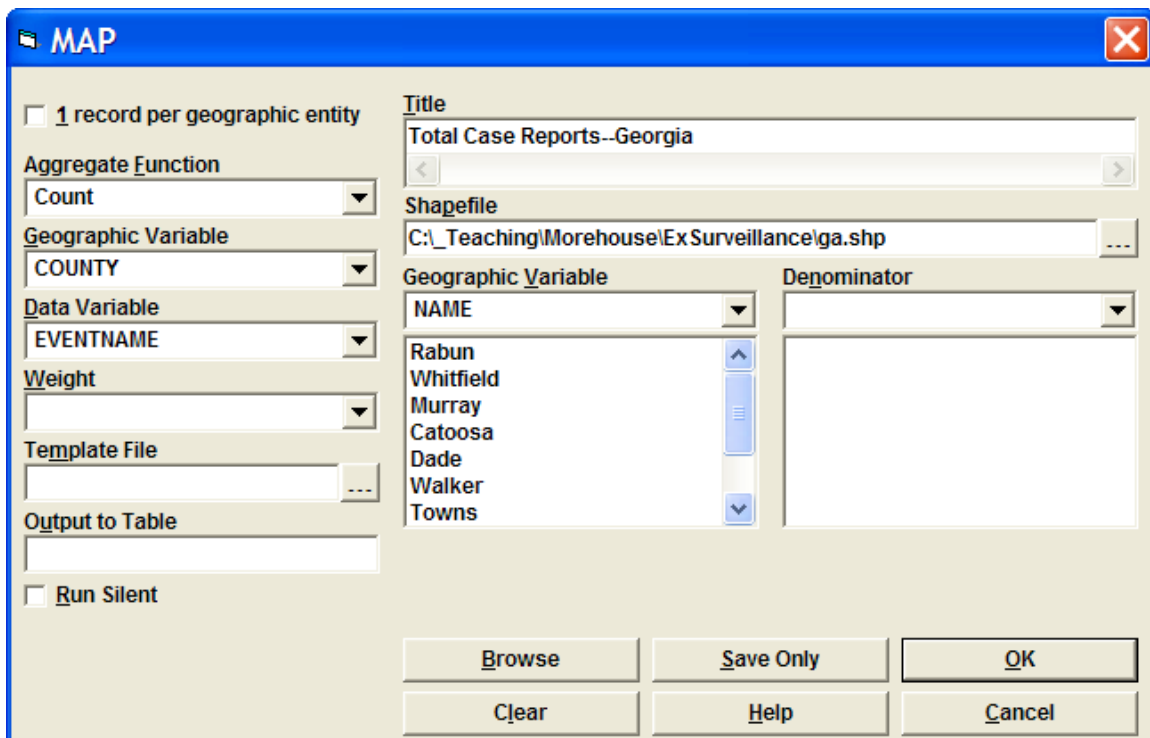 MAP
1 record per geographic entity
Aggregate Function
Count
Geographic Variable
COUNTY
Data Variable
EVENTNAME
Weight
Template File
...
Output to Table
Run Silent
Title
Total Case Reports--Georgia
Shapefile
C:\_Teaching\Morehouse\ExSurveillance\ga.shp
...
Geographic Variable
NAME
Rabun
Whitfield
Murray
Catoosa
Dade
Walker
Towns
Denominator
Browse
Save Only
OK
Clear
Help
Cancel